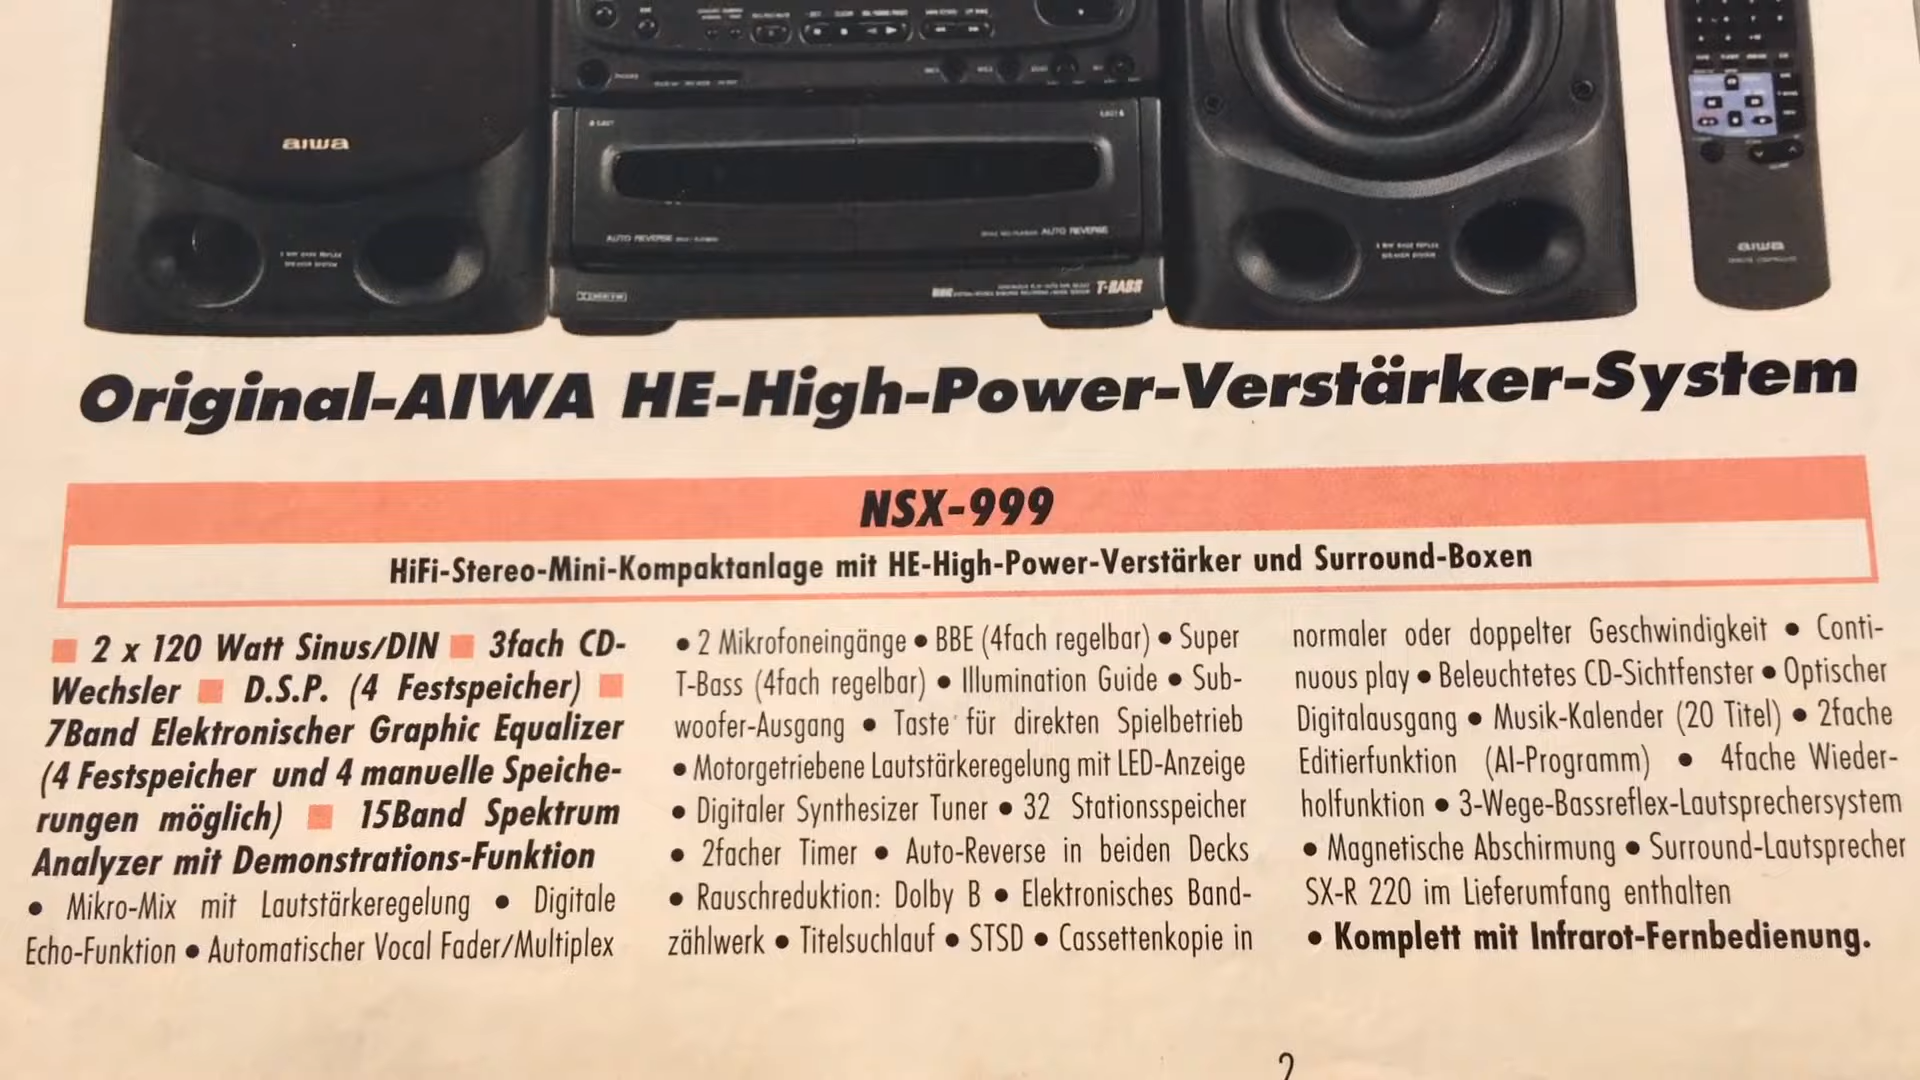 aiwa
AUTO REVERSE
AUTO REVERSE
T-BASS
aiwa
Original-AIWA HE-High-Power-Verstärker-System
NSX-999
HiFi-Stereo-Mini-Kompaktanlage mit HE-High-Power-Verstärker und Surround-Boxen
■ 2 x 120 Watt Sinus/DIN ■ 3fach CD-
Wechsler ■ D.S.P. (4 Festspeicher) ■
7Band Elektronischer Graphic Equalizer
(4 Festspeicher und 4 manuelle Speiche-
rungen möglich) ■ 15Band Spektrum
Analyzer mit Demonstrations-Funktion
• Mikro-Mix mit Lautstärkeregelung • Digitale
Echo-Funktion • Automatischer Vocal Fader/Multiplex
• 2 Mikrofoneingänge • BBE (4fach regelbar) • Super
T-Bass (4fach regelbar) • Illumination Guide • Sub-
woofer-Ausgang • Taste für direkten Spielbetrieb
• Motorgetriebene Lautstärkeregelung mit LED-Anzeige
• Digitaler Synthesizer Tuner • 32 Stationsspeicher
• 2facher Timer • Auto-Reverse in beiden Decks
• Rauschreduktion: Dolby B • Elektronisches Band-
zählwerk • Titelsuchlauf • STSD • Cassettenkopie in
normaler oder doppelter Geschwindigkeit • Conti-
nuous play • Beleuchtetes CD-Sichtfenster • Optischer
Digitalausgang • Musik-Kalender (20 Titel) • 2fache
Editierfunktion (AI-Programm) • 4fache Wieder-
holfunktion • 3-Wege-Bassreflex-Lautsprechersystem
• Magnetische Abschirmung • Surround-Lautsprecher
SX-R 220 im Lieferumfang enthalten
• Komplett mit Infrarot-Fernbedienung.
2